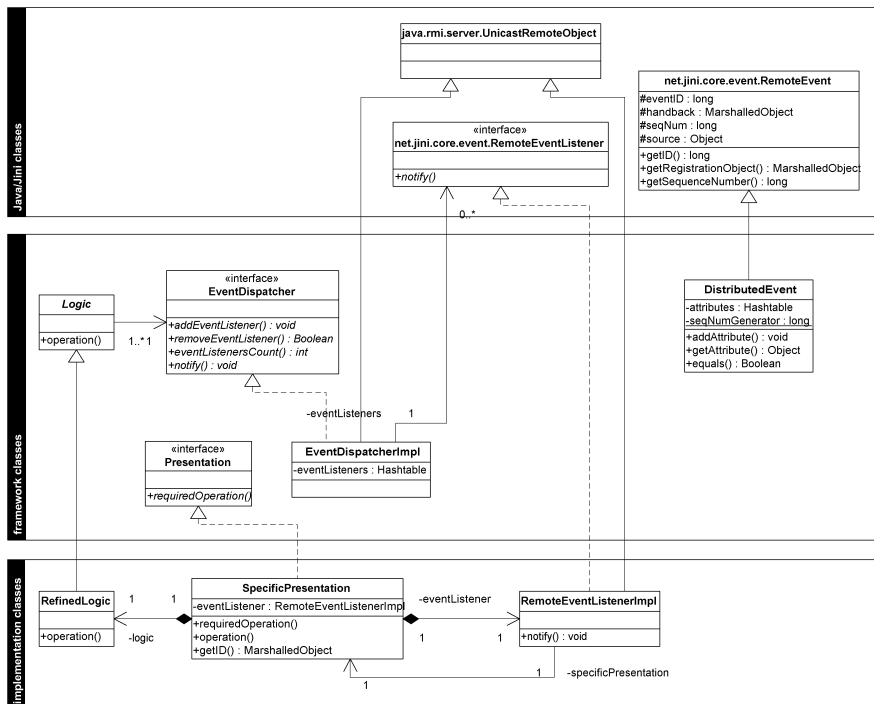 Java/Jini classes
java.rmi.server.UnicastRemoteObject
net.jini.core.event.RemoteEvent
#eventID : long
#handback : MarshalledObject
#seqNum : long
#source : Object
+getID() : long
+getRegistrationObject() : MarshalledObject
+getSequenceNumber() : long
«interface»
net.jini.core.event.RemoteEventListener
+notify()
0..*
framework classes
«interface»
EventDispatcher
+addEventListener() : void
+removeEventListener() : Boolean
+eventListenersCount() : int
+notify() : void
Logic
+operation()
1..*
1
DistributedEvent
-attributes : Hashtable
-seqNumGenerator : long
+addAttribute() : void
+getAttribute() : Object
+equals() : Boolean
-eventListeners
1
EventDispatcherImpl
-eventListeners : Hashtable
«interface»
Presentation
+requiredOperation()
implementation classes
RefinedLogic
+operation()
1
1
-logic
SpecificPresentation
-eventListener : RemoteEventListenerImpl
+requiredOperation()
+operation()
+getID() : MarshalledObject
-eventListener
1
1
RemoteEventListenerImpl
+notify() : void
1
1
-specificPresentation